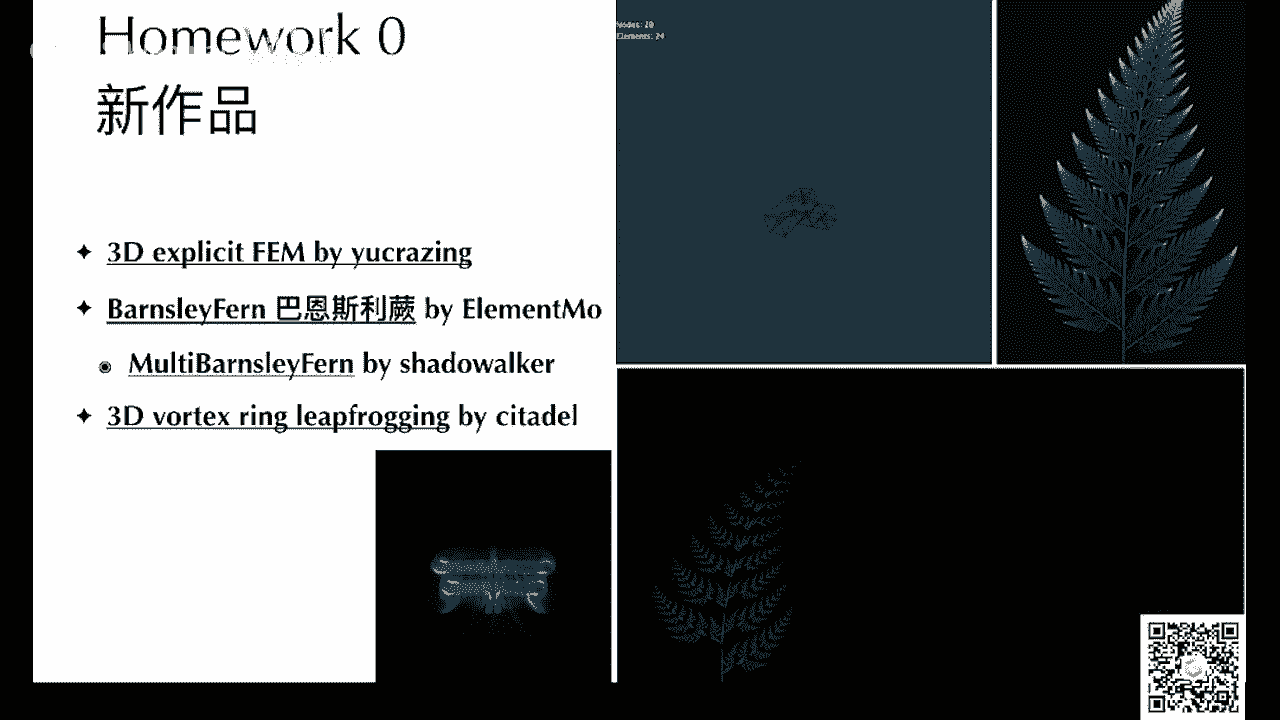 Homework 0
新作品
3D explicit FEM by yucrazing
BarnsleyFern 巴恩斯利蕨 by ElementMo
MultiBarnsleyFern by shadowalker
3D vortex ring leapfrogging by citadel
Nodes: 20
Elements: 24